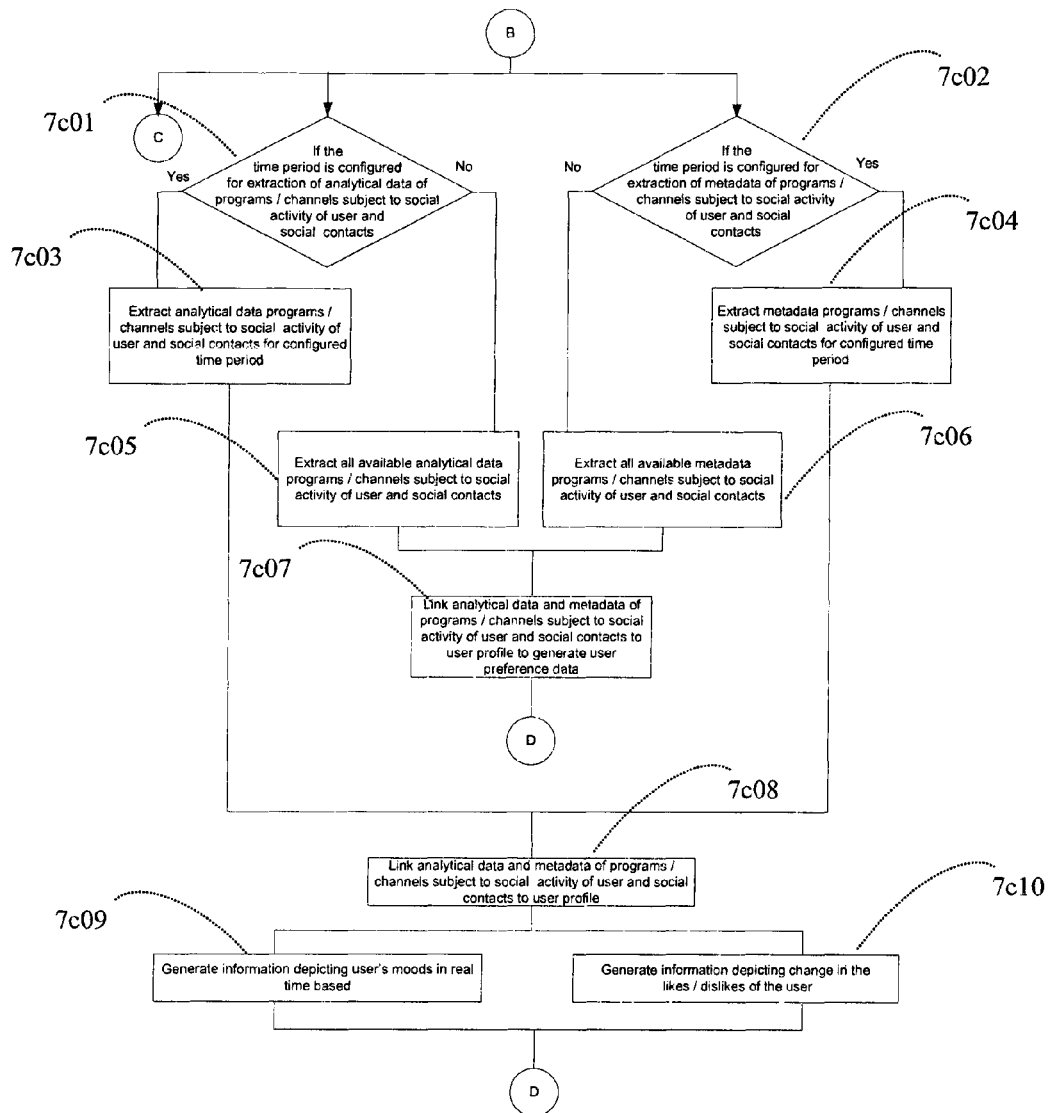 B
7c02
7c01
C
If the
time period is configured
for extraction of analytical data of
programs / channels subject to social
activity of user and
social contacts
Yes
No
If the
time period is configured for
extraction of metadata of programs /
channels subject to social activity
of user and social
contacts
No
Yes
7c04
7c03
Extract analytical data programs /
channels subject to social activity of
user and social contacts for configured
time period
Extract metadata programs / channels
subject to social activity of user and
social contacts for configured time
period
7c05
7c06
Extract all available analytical data
programs / channels subject to social
activity of user and social contacts
Extract all available metadata
programs / channels subject to social
activity of user and social contacts
7c07
Link analytical data and metadata of
programs / channels subject to social
activity of user and social contacts to
user profile to generate user
preference data
D
7c08
Link analytical data and metadata of programs /
channels subject to social activity of user and social
contacts to user profile
7c10
7c09
Generate information depicting user's moods in real
time based
Generate information depicting change in the
likes / dislikes of the user
D